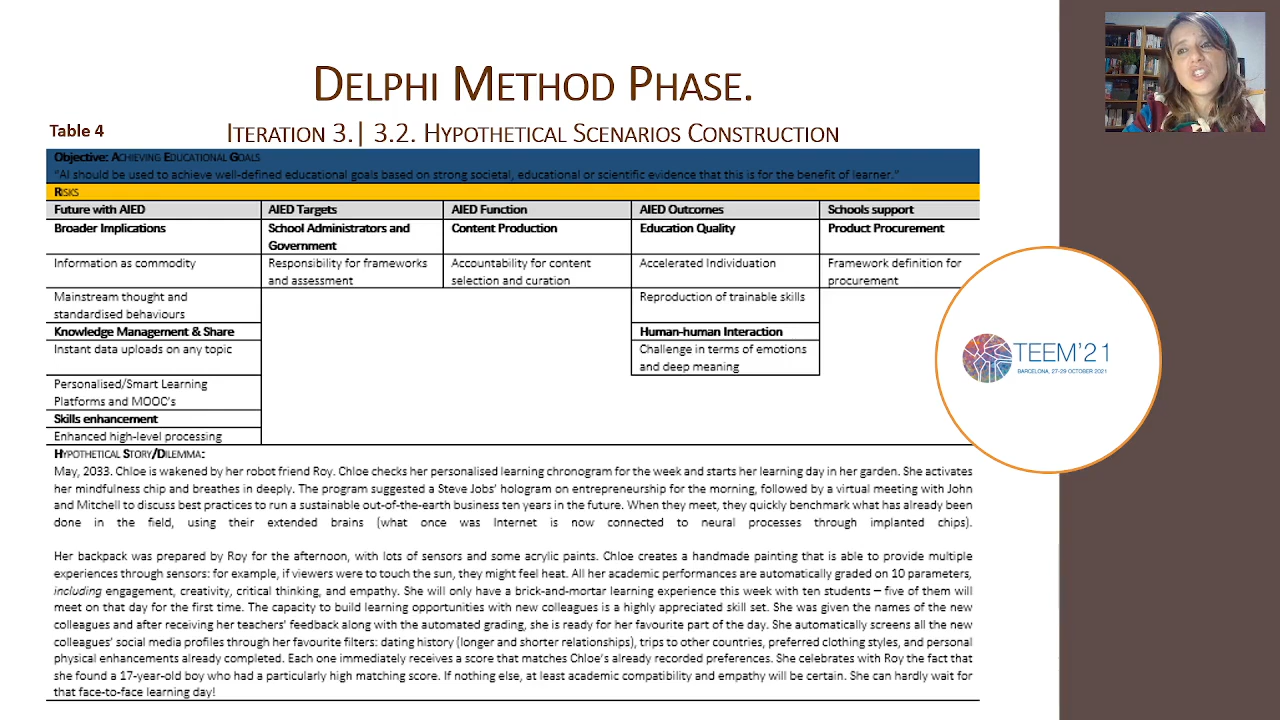 DELPHI METHOD PHASE.
Table 4
ITERATION 3.| 3.2. HYPOTHETICAL SCENARIOS CONSTRUCTION
Objective: ACHIEVING EDUCATIONAL GOALS
"AI should be used to achieve well-defined educational goals based on strong societal, educational or scientific evidence that this is for the benefit of learner."
RISKS
Future with AIED
AIED Targets
AIED Function
AIED Outcomes
Schools support
Broader Implications
School Administrators and
Government
Content Production
Education Quality
Product Procurement
Information as commodity
Responsibility for frameworks
and assessment
Accountability for content
selection and curation
Accelerated Individuation
Framework definition for
procurement
Mainstream thought and
standardised behaviours
Reproduction of trainable skills
Knowledge Management & Share
Human-human Interaction
Instant data uploads on any topic
Challenge in terms of emotions
and deep meaning
Personalised/Smart Learning
Platforms and MOOC's
Skills enhancement
Enhanced high-level processing
HYPOTHETICAL STORY/DILEMMA:
May, 2033. Chloe is wakened by her robot friend Roy. Chloe checks her personalised learning chronogram for the week and starts her learning day in her garden. She activates
her mindfulness chip and breathes in deeply. The program suggested a Steve Jobs' hologram on entrepreneurship for the morning, followed by a virtual meeting with John
and Mitchell to discuss best practices to run a sustainable out-of-the-earth business ten years in the future. When they meet, they quickly benchmark what has already been
done in the field, using their extended brains (what once was Internet is now connected to neural processes through implanted chips).
Her backpack was prepared by Roy for the afternoon, with lots of sensors and some acrylic paints. Chloe creates a handmade painting that is able to provide multiple
experiences through sensors: for example, if viewers were to touch the sun, they might feel heat. All her academic performances are automatically graded on 10 parameters,
including engagement, creativity, critical thinking, and empathy. She will only have a brick-and-mortar learning experience this week with ten students – five of them will
meet on that day for the first time. The capacity to build learning opportunities with new colleagues is a highly appreciated skill set. She was given the names of the new
colleagues and after receiving her teachers' feedback along with the automated grading, she is ready for her favourite part of the day. She automatically screens all the new
colleagues' social media profiles through her favourite filters: dating history (longer and shorter relationships), trips to other countries, preferred clothing styles, and personal
physical enhancements already completed. Each one immediately receives a score that matches Chloe's already recorded preferences. She celebrates with Roy the fact that
she found a 17-year-old boy who had a particularly high matching score. If nothing else, at least academic compatibility and empathy will be certain. She can hardly wait for
that face-to-face learning day!
TEEM'21
BARCELONA, 27-29 OCTOBER 2021